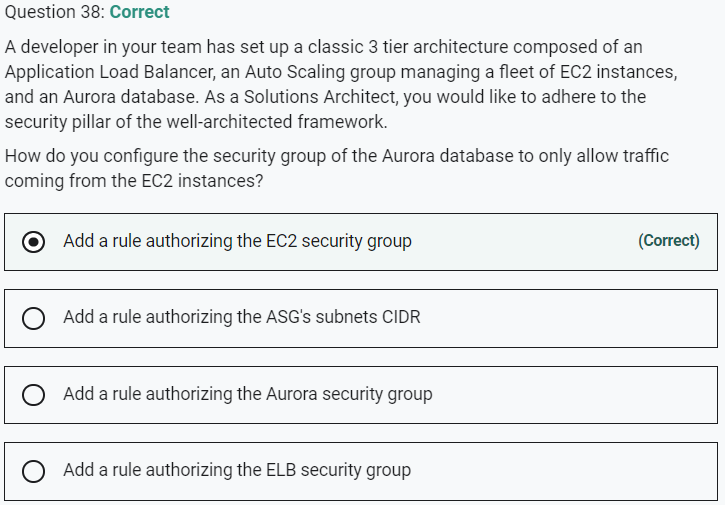 Question 38: Correct
A developer in your team has set up a classic 3 tier architecture composed of an
Application Load Balancer, an Auto Scaling group managing a fleet of EC2 instances,
and an Aurora database. As a Solutions Architect, you would like to adhere to the
security pillar of the well-architected framework.
How do you configure the security group of the Aurora database to only allow traffic
coming from the EC2 instances?
Add a rule authorizing the EC2 security group (Correct)
Add a rule authorizing the ASG's subnets CIDR
Add a rule authorizing the Aurora security group
Add a rule authorizing the ELB security group